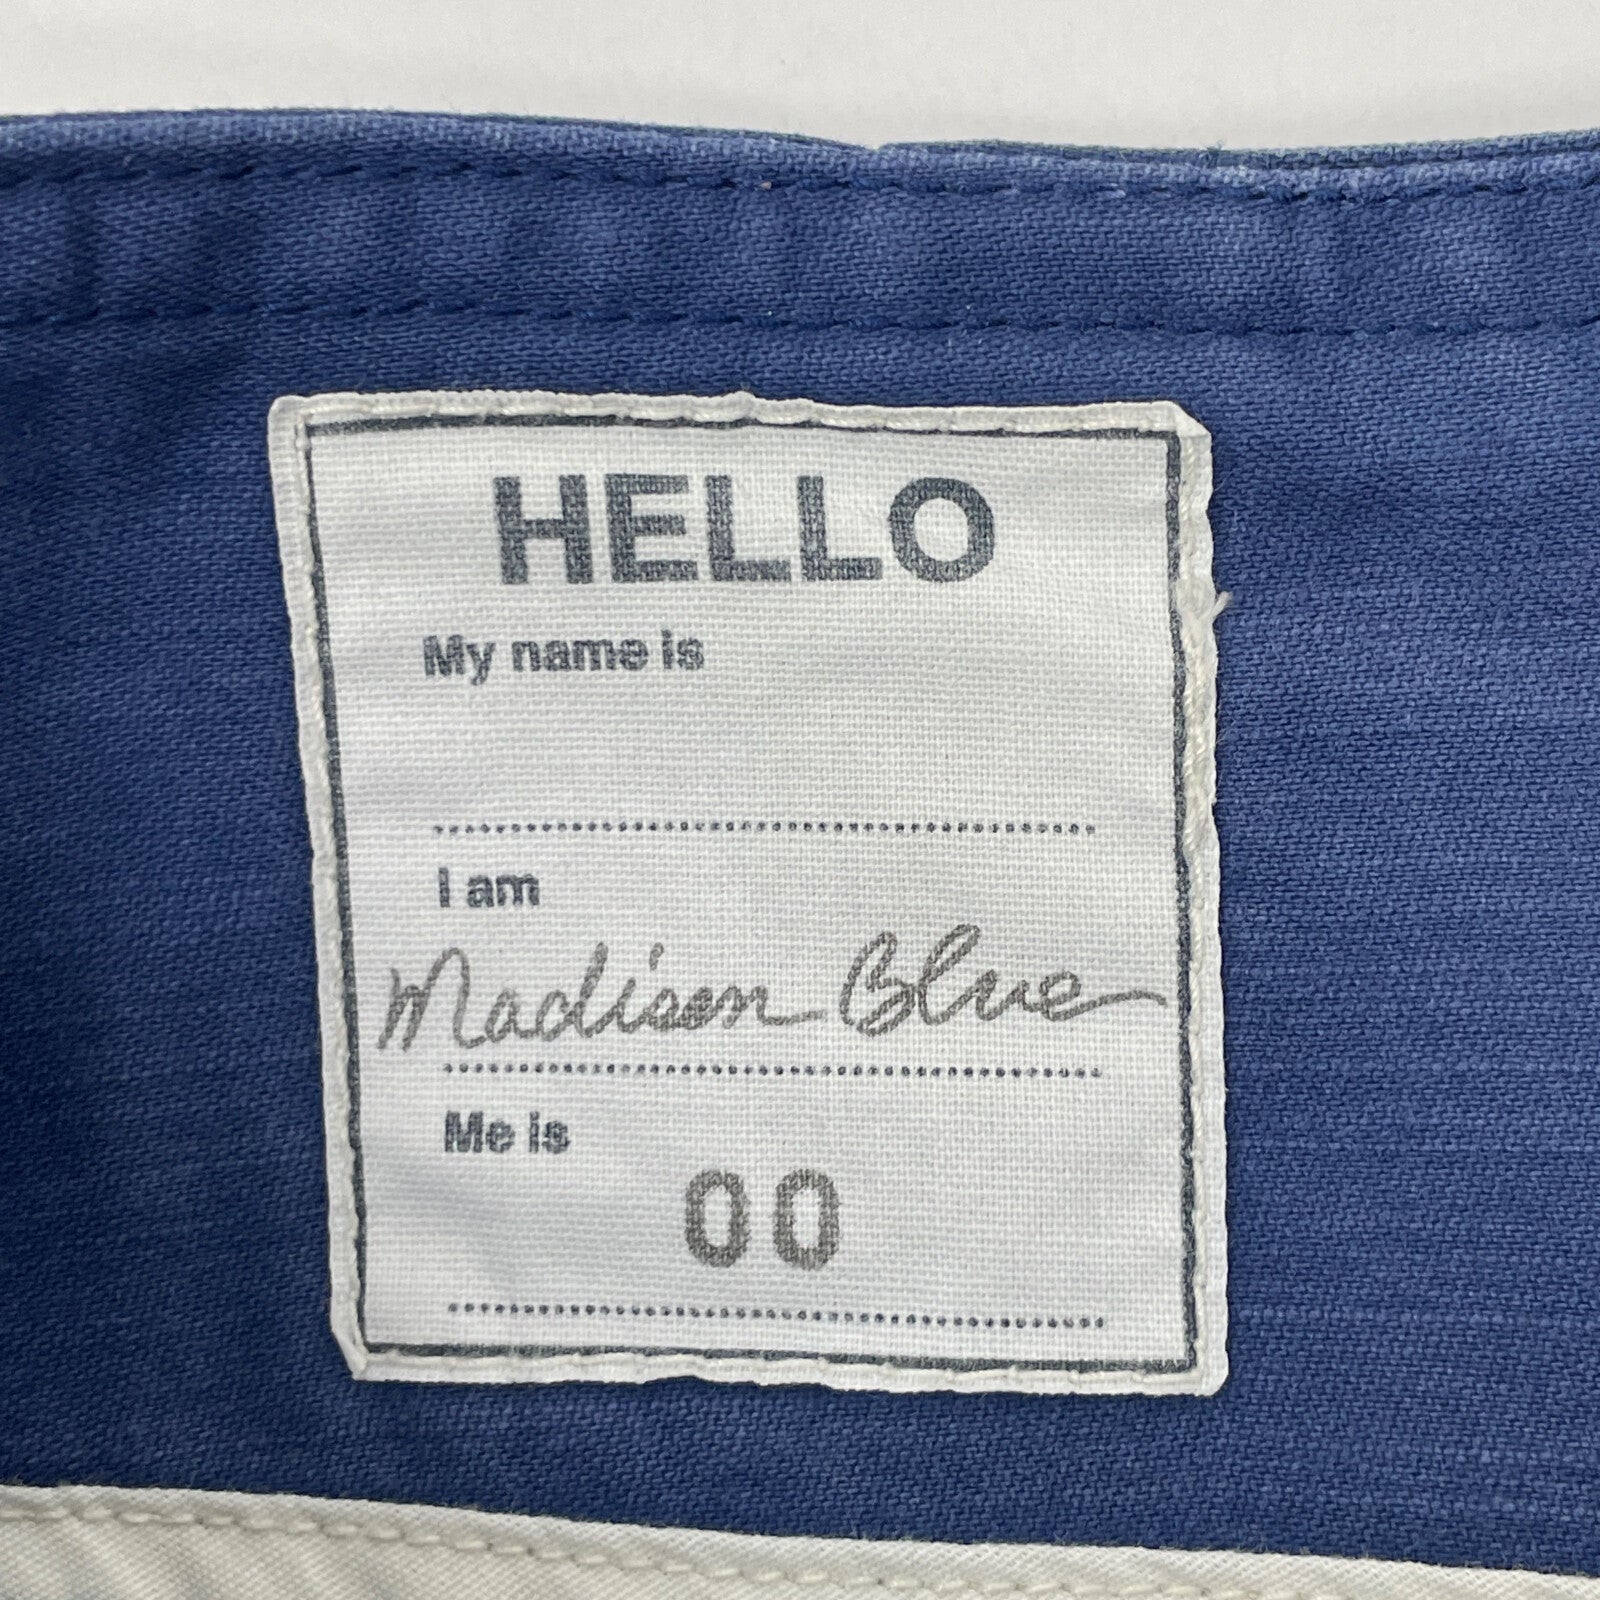 HELLO
My name is
I am
Madison Blue
Me is
00